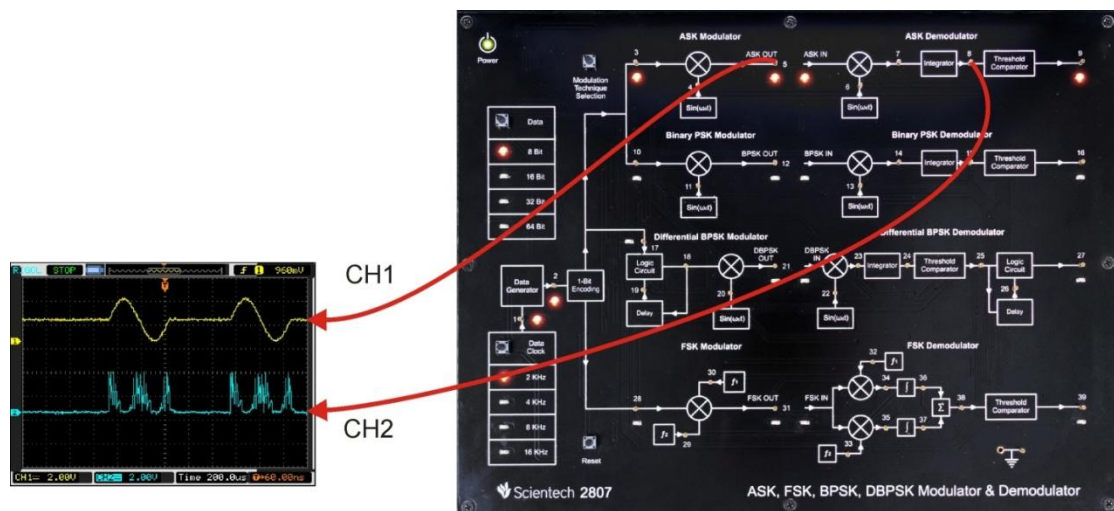 RIGOL STOP
T
1 960mV
T
1
2
CH1= 2.00V CH2= 2.00V Time 200.0us T→60.00ns
CH1
CH2
Power
Modulation
Technique
Selection
Data
8 Bit
16 Bit
32 Bit
64 Bit
Data
Generator
1
2
1-Bit
Encoding
Data
Clock
2 KHz
4 KHz
8 KHz
16 KHz
Reset
ASK Modulator
3
ASK OUT
5
4
Sin(ωt)
ASK Demodulator
ASK IN
7
Integrator
8
Threshold
Comparator
9
6
Sin(ωt)
Binary PSK Modulator
10
BPSK OUT
12
11
Sin(ωt)
Binary PSK Demodulator
BPSK IN
14
Integrator
15
Threshold
Comparator
16
13
Sin(ωt)
Differential BPSK Modulator
17
Logic
Circuit
18
DBPSK
OUT
21
19
Delay
20
Sin(ωt)
Differential BPSK Demodulator
DBPSK
IN
23
Integrator
24
Threshold
Comparator
25
Logic
Circuit
27
22
Sin(ωt)
26
Delay
FSK Modulator
30
f₁
28
FSK OUT
31
f₂
29
FSK Demodulator
32
f₁
34
∫
36
FSK IN
Σ
38
Threshold
Comparator
39
35
∫
37
33
f₂
Scientech 2807
ASK, FSK, BPSK, DBPSK Modulator & Demodulator